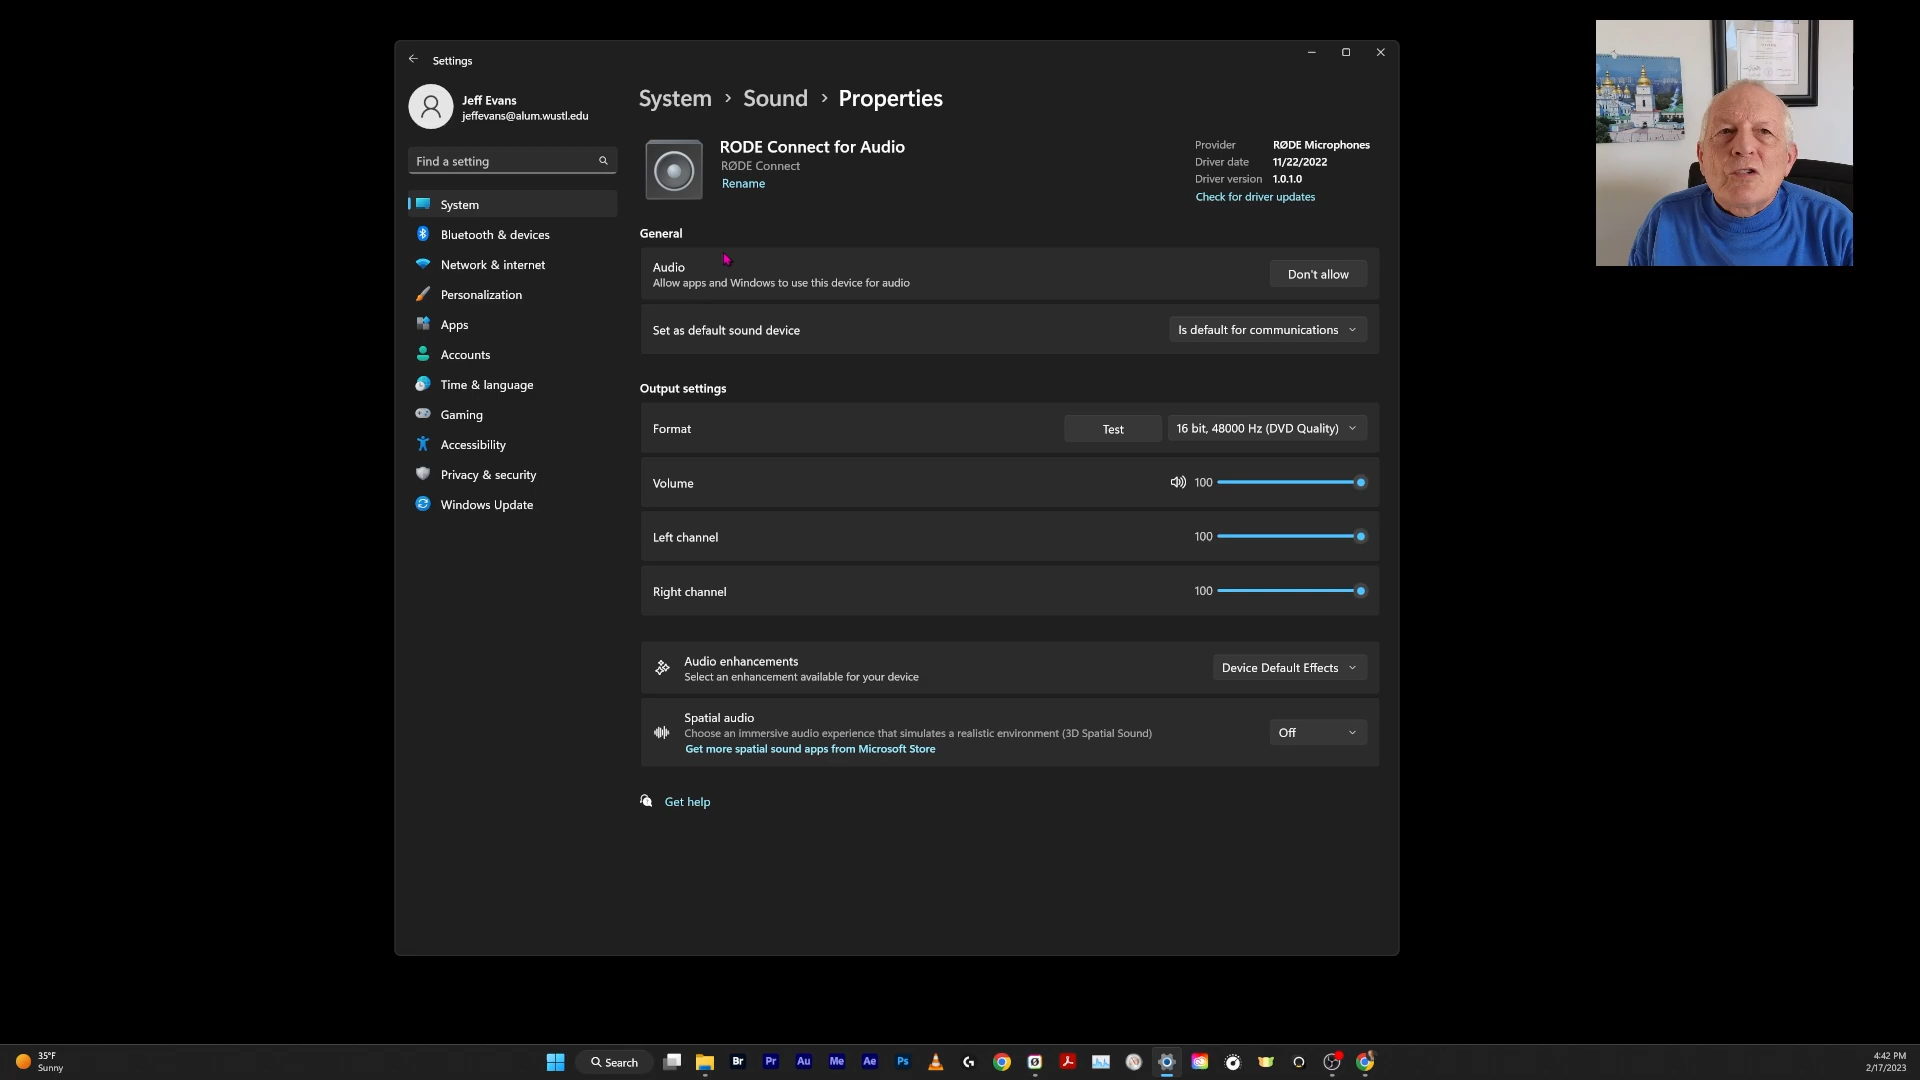 Settings
Jeff Evans
jeffevans@alum.wustl.edu
Find a setting
System
Bluetooth & devices
Network & internet
Personalization
Apps
Accounts
Time & language
Gaming
Accessibility
Privacy & security
Windows Update
System › Sound › Properties
RODE Connect for Audio
RØDE Connect
Rename
Provider RØDE Microphones
Driver date 11/22/2022
Driver version 1.0.1.0
Check for driver updates
General
Audio
Allow apps and Windows to use this device for audio
Don't allow
Set as default sound device
Is default for communications
Output settings
Format
Test
16 bit, 48000 Hz (DVD Quality)
Volume
100
Left channel
100
Right channel
100
Audio enhancements
Select an enhancement available for your device
Device Default Effects
Spatial audio
Choose an immersive audio experience that simulates a realistic environment (3D Spatial Sound)
Get more spatial sound apps from Microsoft Store
Off
Get help
35°F
Sunny
Search
Br
Pr
Au
Me
Ae
Ps
4:42 PM
2/17/2023